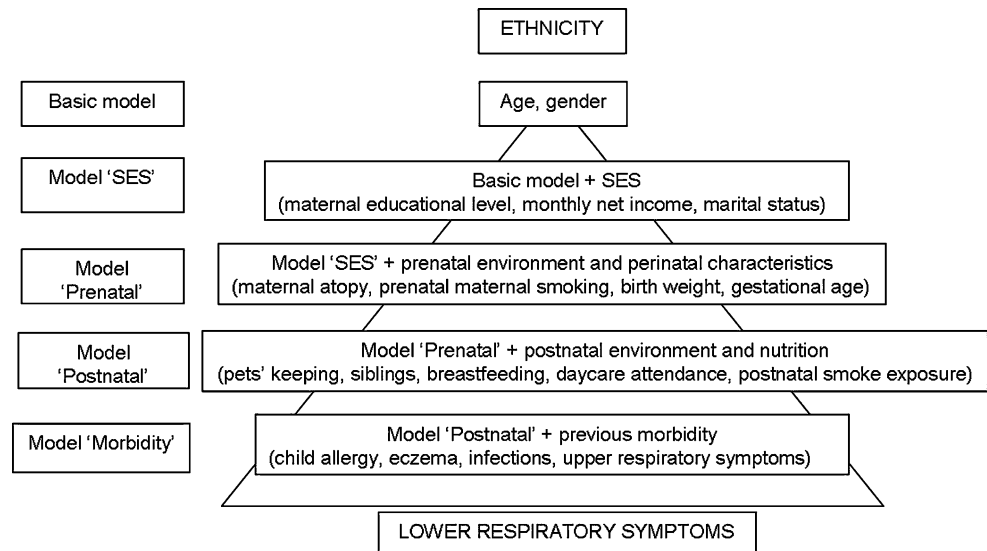 ETHNICITY
Basic model
Age, gender
Model ‘SES’
Basic model + SES
(maternal educational level, monthly net income, marital status)
Model
‘Prenatal’
Model ‘SES’ + prenatal environment and perinatal characteristics
(maternal atopy, prenatal maternal smoking, birth weight, gestational age)
Model
‘Postnatal’
Model ‘Prenatal’ + postnatal environment and nutrition
(pets’ keeping, siblings, breastfeeding, daycare attendance, postnatal smoke exposure)
Model ‘Morbidity’
Model ‘Postnatal’ + previous morbidity
(child allergy, eczema, infections, upper respiratory symptoms)
LOWER RESPIRATORY SYMPTOMS